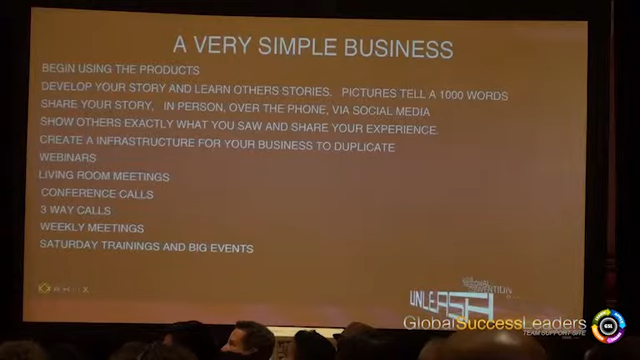 A VERY SIMPLE BUSINESS
BEGIN USING THE PRODUCTS
DEVELOP YOUR STORY AND LEARN OTHERS STORIES. PICTURES TELL A 1000 WORDS
SHARE YOUR STORY, IN PERSON, OVER THE PHONE, VIA SOCIAL MEDIA
SHOW OTHERS EXACTLY WHAT YOU SAW AND SHARE YOUR EXPERIENCE.
CREATE A INFRASTRUCTURE FOR YOUR BUSINESS TO DUPLICATE
WEBINARS
LIVING ROOM MEETINGS
CONFERENCE CALLS
3 WAY CALLS
WEEKLY MEETINGS
SATURDAY TRAININGS AND BIG EVENTS
CONVENTION
UNLEASH
GlobalSuccessLeaders
TEAM SUPPORT SITE
GSL